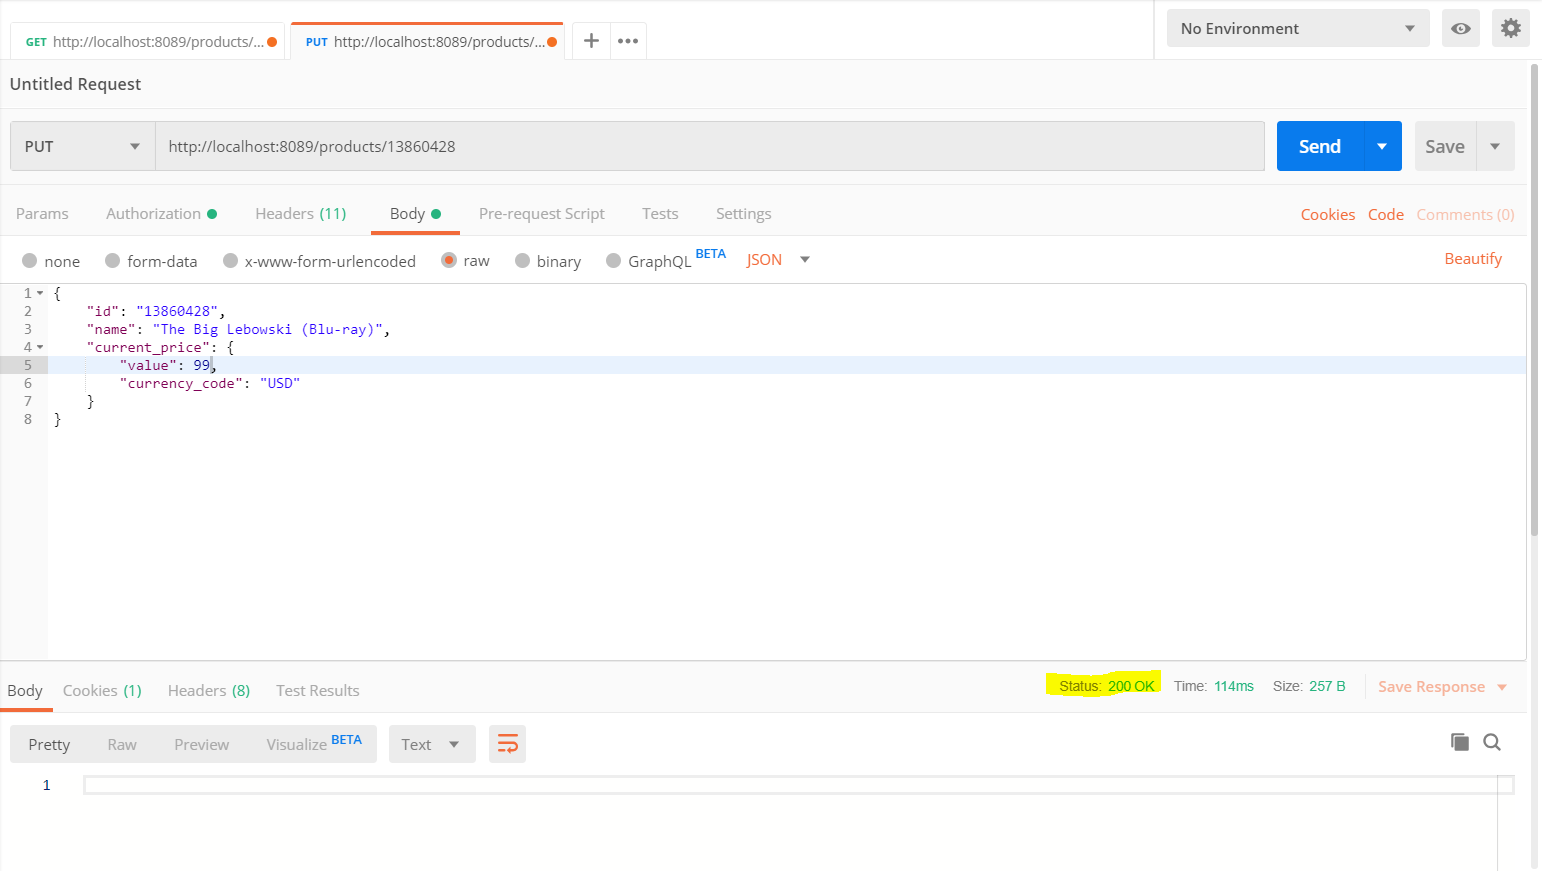 GET http://localhost:8089/products/... PUT http://localhost:8089/products/... No Environment
Untitled Request
PUT http://localhost:8089/products/13860428 Send Save
Params Authorization Headers (11) Body Pre-request Script Tests Settings Cookies Code Comments (0)
none form-data x-www-form-urlencoded raw binary GraphQL BETA JSON Beautify
1 {
2 "id": "13860428",
3 "name": "The Big Lebowski (Blu-ray)",
4 "current_price": {
5 "value": 99,
6 "currency_code": "USD"
7 }
8 }
Body Cookies (1) Headers (8) Test Results Status: 200 OK Time: 114ms Size: 257 B Save Response
Pretty Raw Preview Visualize BETA Text
1